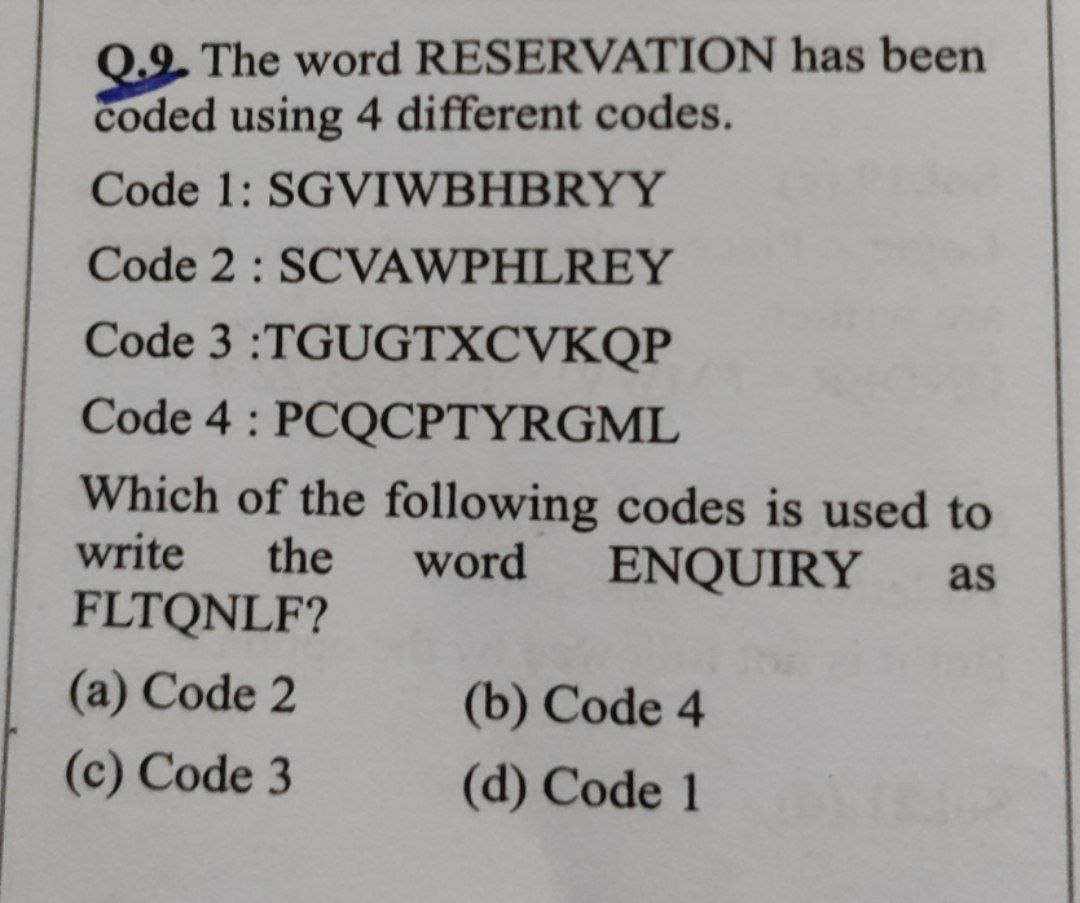 Q.9. The word RESERVATION has been
coded using 4 different codes.
Code 1: SGVIWBHBRYY
Code 2 : SCVAWPHLREY
Code 3 :TGUGTXCVKQP
Code 4 : PCQCPTYRGML
Which of the following codes is used to
write the word ENQUIRY as
FLTQNLF?
(a) Code 2 (b) Code 4
(c) Code 3 (d) Code 1